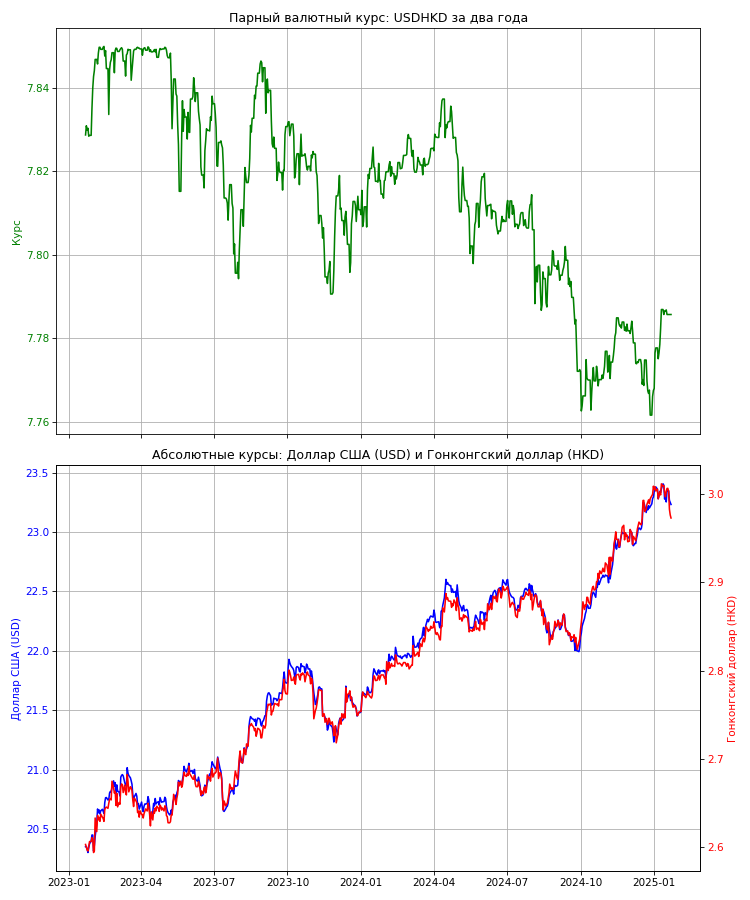 Парный валютный курс: USDHKD за два года
Курс
7.84
7.82
7.80
7.78
7.76
Абсолютные курсы: Доллар США (USD) и Гонконгский доллар (HKD)
Доллар США (USD)
23.5
23.0
22.5
22.0
21.5
21.0
20.5
3.0
2.9
2.8
2.7
2.6
Гонконгский доллар (HKD)
2023-01 2023-04 2023-07 2023-10 2024-01 2024-04 2024-07 2024-10 2025-01